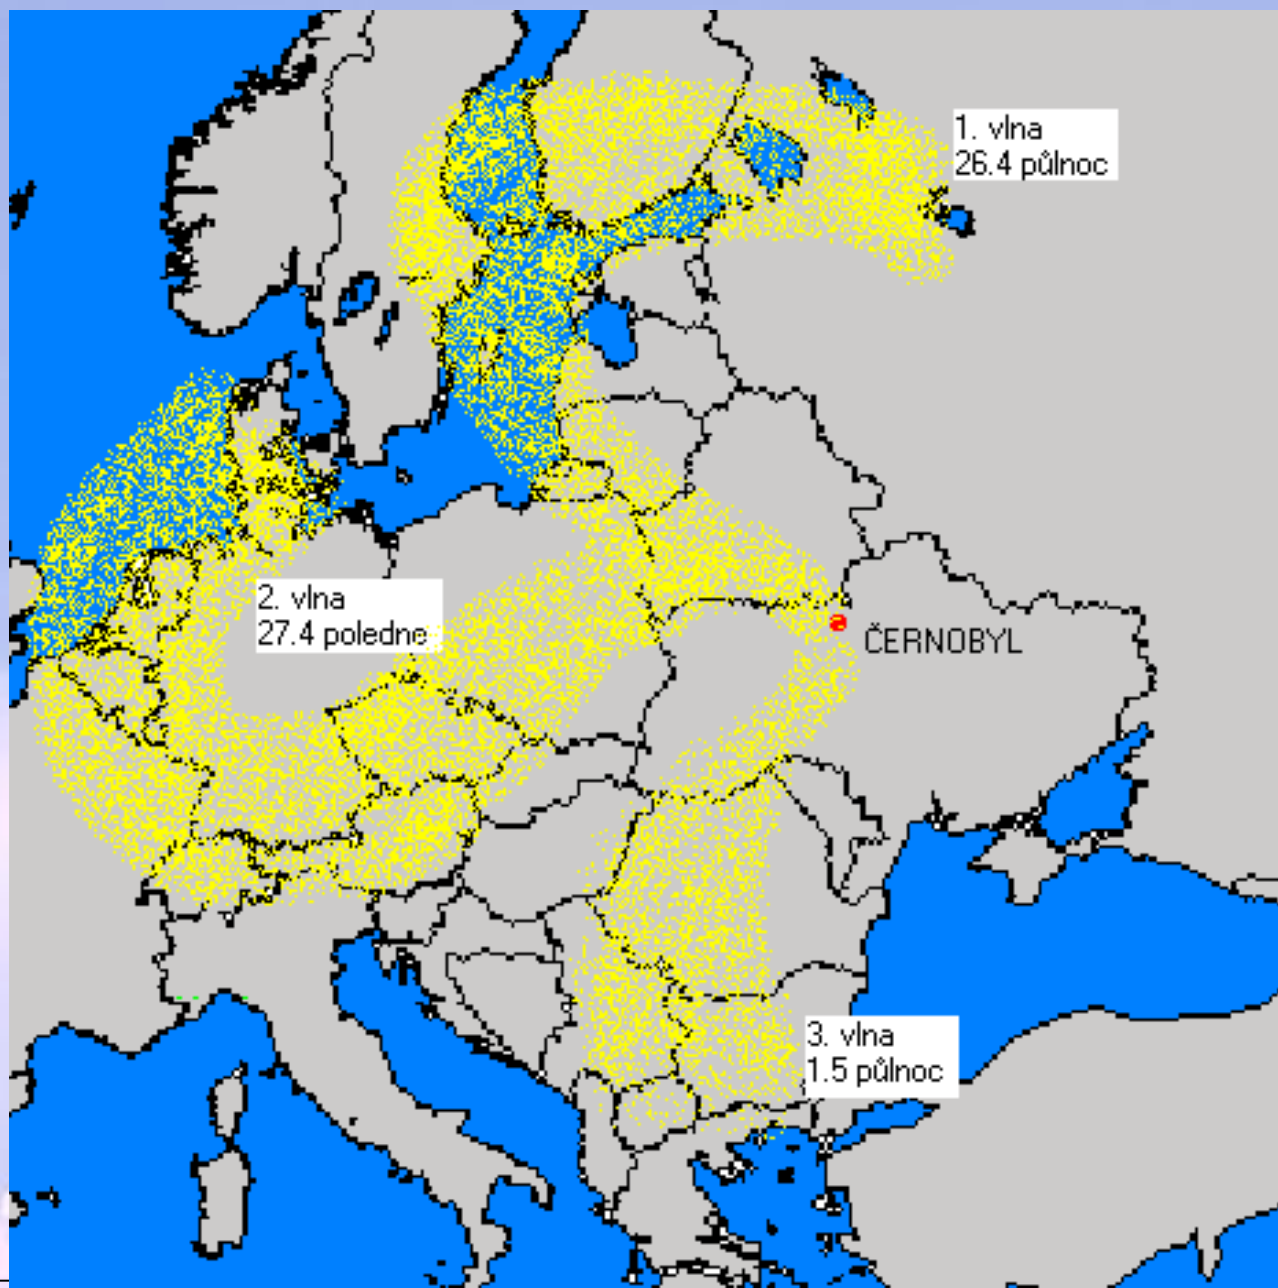 1. vlna
26.4 půlnoc
2. vlna
27.4 poledne
ČERNOBYL
3. vlna
1.5 půlnoc